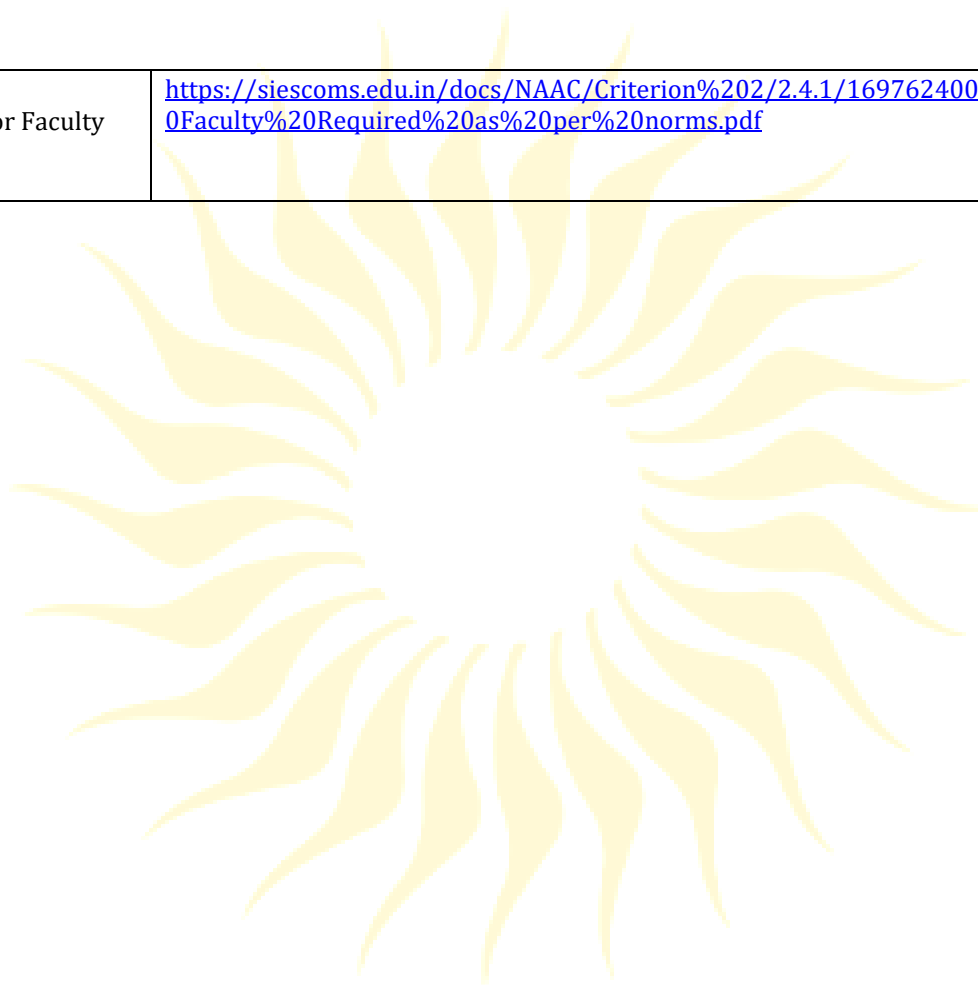 https://siescoms.edu.in/docs/NAAC/Criterion%202/2.4.1/169762400
or Faculty
0Faculty%20Required%20as%20per%20norms.pdf